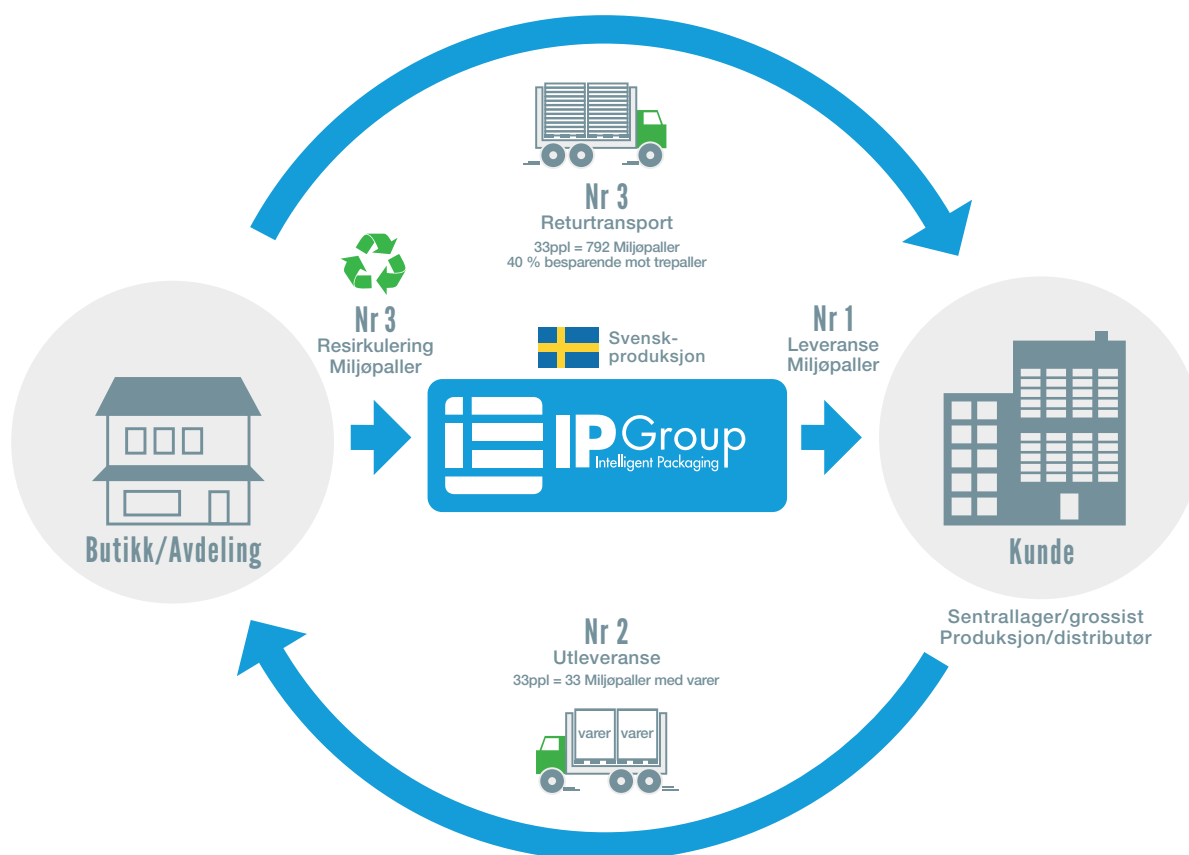 Nr 3
Returtransport
33ppl = 792 Miljøpaller
40 % besparende mot trepaller
Nr 3
Resirkulering
Miljøpaller
Svensk-
produksjon
Nr 1
Leveranse
Miljøpaller
IPGroup
Intelligent Packaging
Butikk/Avdeling
Kunde
Sentrallager/grossist
Produksjon/distributør
Nr 2
Utleveranse
33ppl = 33 Miljøpaller med varer
varer varer